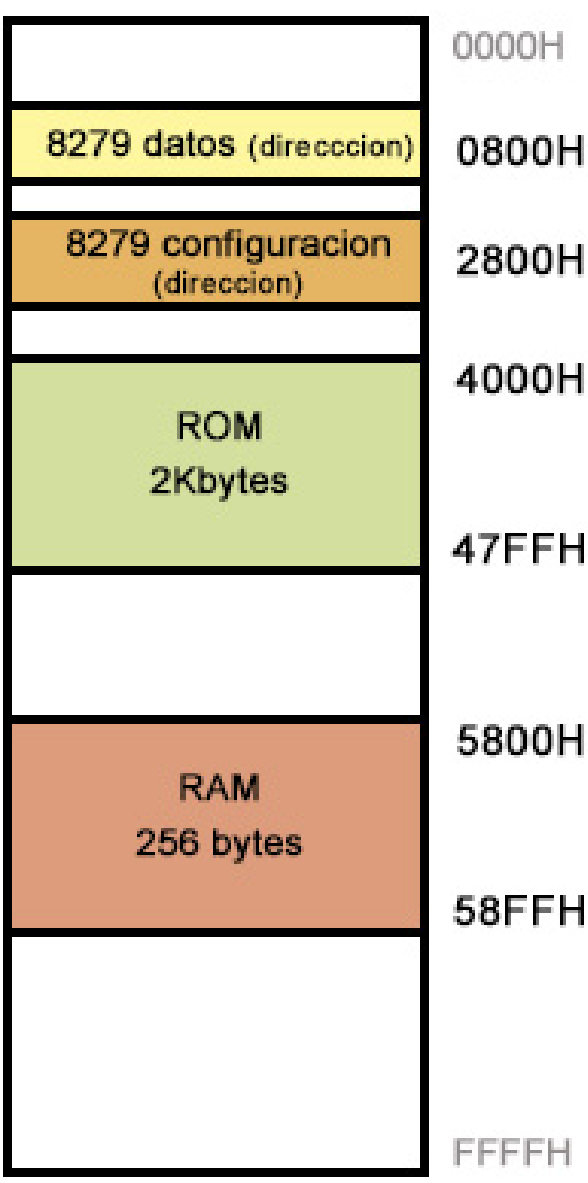 0000H
8279 datos (direcccion) 0800H
8279 configuracion
(direccion)
2800H
4000H
ROM
2Kbytes
47FFH
5800H
RAM
256 bytes
58FFH
FFFFH